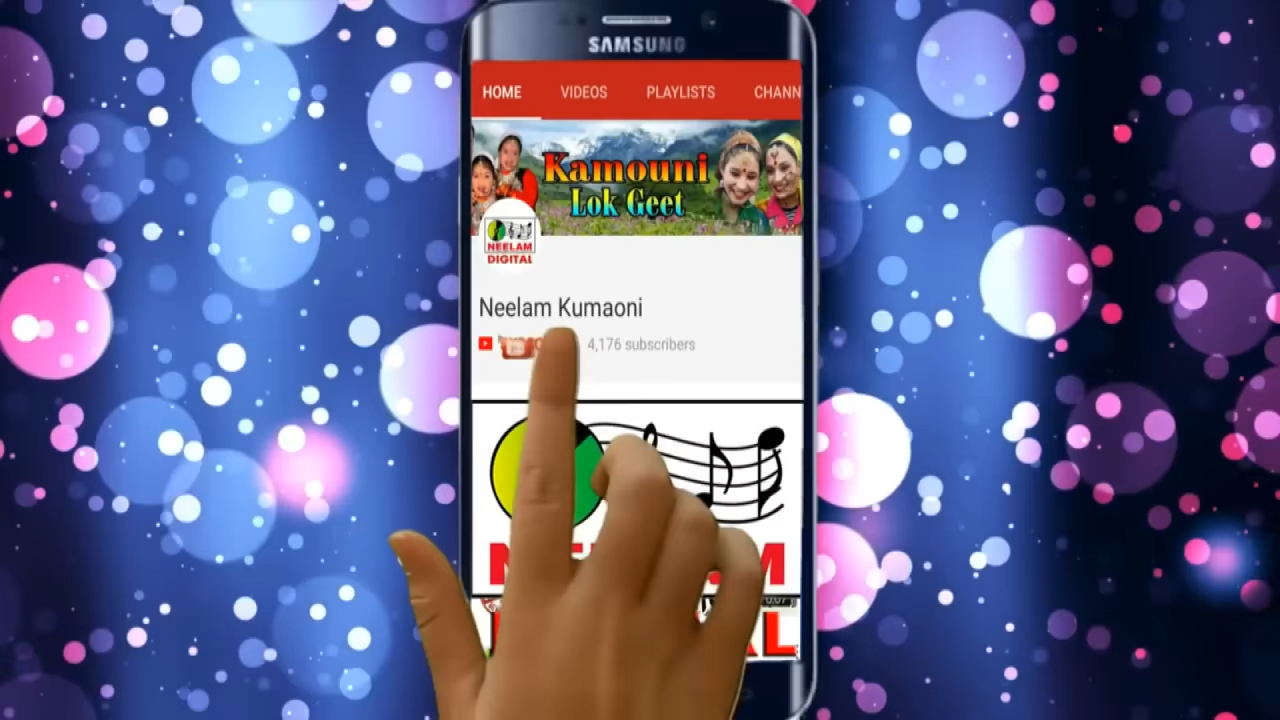 SAMSUNG
HOME VIDEOS PLAYLISTS CHANN
Kamouni
Lok Geet
NEELAM
DIGITAL
Neelam Kumaoni
4,176 subscribers